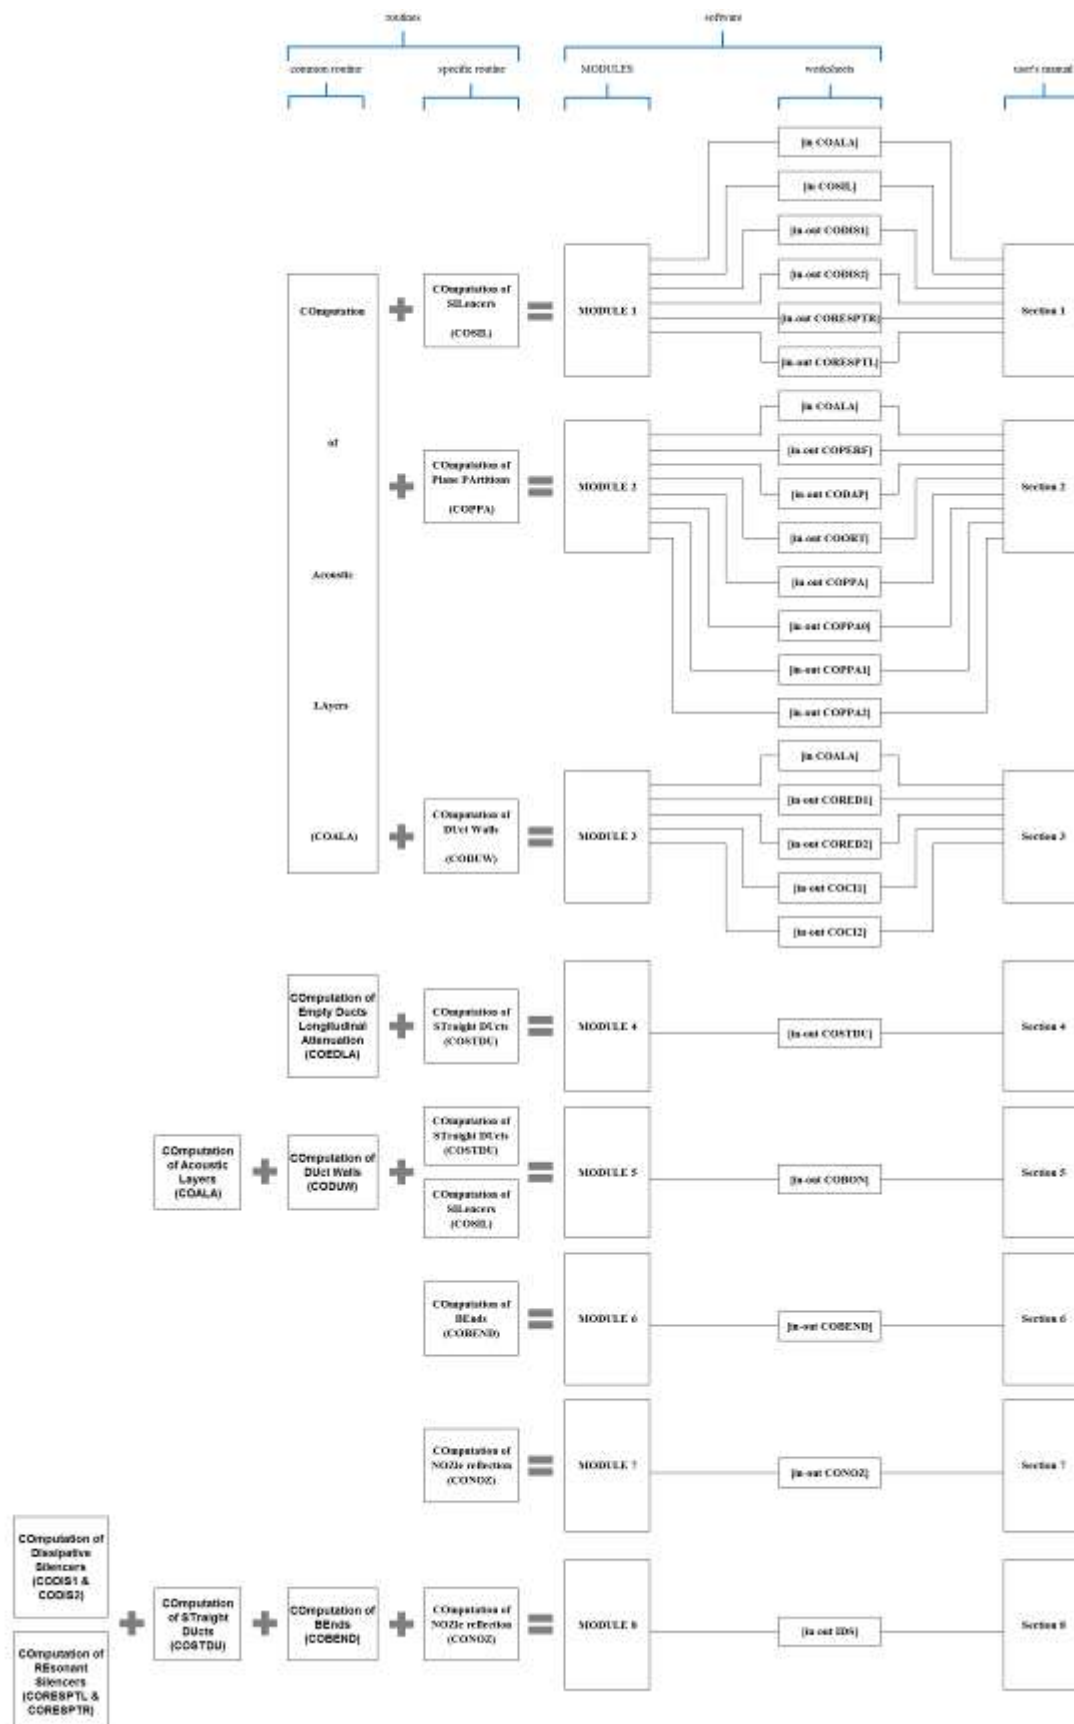 routines
software
common routine
specific routine
MODULES
worksheets
user's manual
[in COALA]
[in COSIL]
[in-out CODIS1]
[in-out CODIS2]
[in-out CORESPTR]
[in-out CORESPTL]
COmputation
of
Acoustic
LAyers
(COALA)
COmputation of
SILencers
(COSIL)
MODULE 1
Section 1
[in COALA]
[in-out COPERF]
[in-out CODAP]
[in-out COORT]
[in-out COPPA]
[in-out COPPA0]
[in-out COPPA1]
[in-out COPPA2]
COmputation of
Plane PArtitions
(COPPA)
MODULE 2
Section 2
[in COALA]
[in-out CORED1]
[in-out CORED2]
[in-out COCI1]
[in-out COCI2]
COmputation of
DUct Walls
(CODUW)
MODULE 3
Section 3
COmputation of
Empty Ducts
Longitudinal
Attenuation
(COEDLA)
COmputation of
STraight DUcts
(COSTDU)
MODULE 4
[in-out COSTDU]
Section 4
COmputation
of Acoustic
Layers
(COALA)
COmputation of
DUct Walls
(CODUW)
COmputation of
STraight DUcts
(COSTDU)
COmputation of
SILencers
(COSIL)
MODULE 5
[in-out COBON]
Section 5
COmputation of
BEnds
(COBEND)
MODULE 6
[in-out COBEND]
Section 6
COmputation of
NOZle reflection
(CONOZ)
MODULE 7
[in-out CONOZ]
Section 7
COmputation of
Dissipative
Silencers
(CODIS1 &
CODIS2)
COmputation of
REsonant
Silencers
(CORESPTL &
CORESPTR)
COmputation
of STraight
DUcts
(COSTDU)
COmputation of
BEnds
(COBEND)
COmputation of
NOZle reflection
(CONOZ)
MODULE 8
[in out IDS]
Section 8